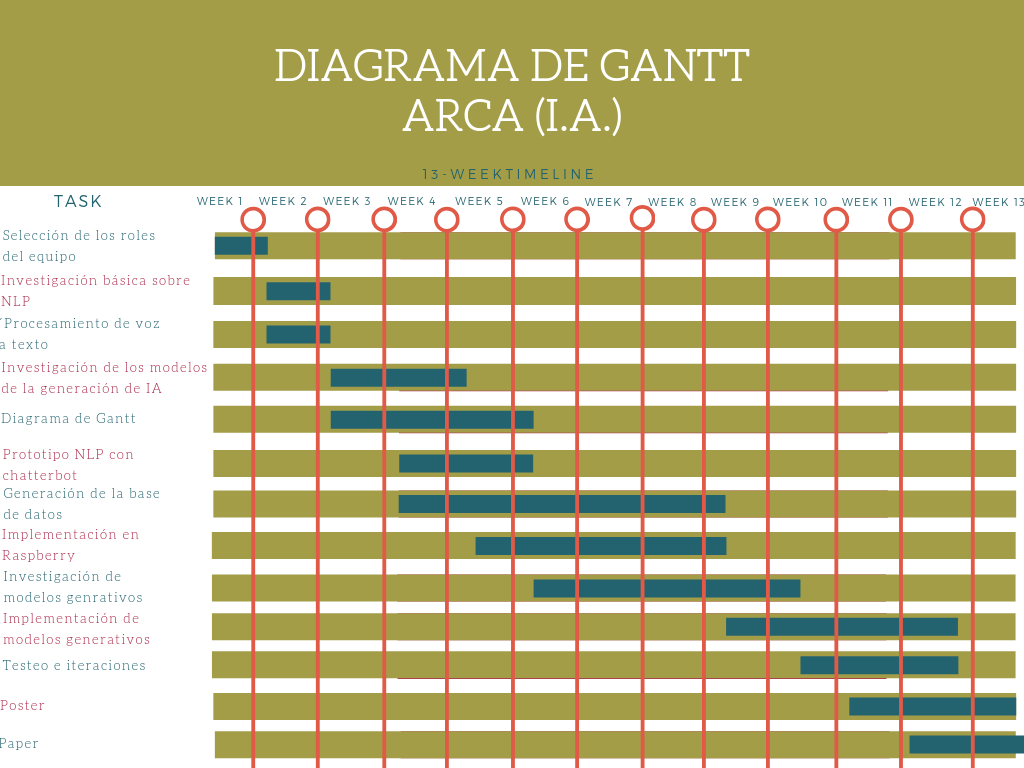 DIAGRAMA DE GANTT
ARCA (I.A.)
13-WEEKTIMELINE
TASK
WEEK 1 WEEK 2 WEEK 3 WEEK 4 WEEK 5 WEEK 6 WEEK 7 WEEK 8 WEEK 9 WEEK 10 WEEK 11 WEEK 12 WEEK 13
Selección de los roles
del equipo
Investigación básica sobre
NLP
Procesamiento de voz
a texto
Investigación de los modelos
de la generación de IA
Diagrama de Gantt
Prototipo NLP con
chatterbot
Generación de la base
de datos
Implementación en
Raspberry
Investigación de
modelos genrativos
Implementación de
modelos generativos
Testeo e iteraciones
Poster
Paper